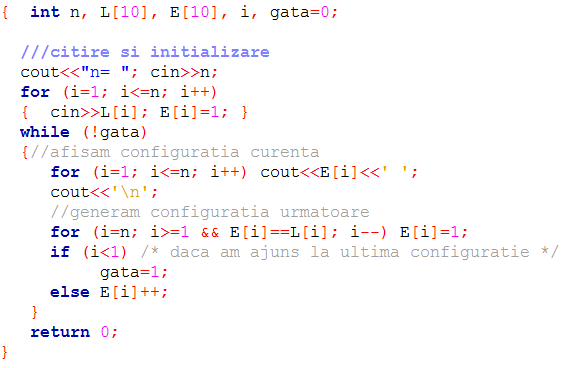 {  int n, L[10], E[10], i, gata=0;
///citire si initializare
cout<<"n= "; cin>>n;
for (i=1; i<=n; i++)
{  cin>>L[i]; E[i]=1; }
while (!gata)
{//afisam configuratia curenta
for (i=1; i<=n; i++) cout<<E[i]<<' ';
cout<<'\n';
//generam configuratia urmatoare
for (i=n; i>=1 && E[i]==L[i]; i--) E[i]=1;
if (i<1) /* daca am ajuns la ultima configuratie */
gata=1;
else E[i]++;
}
return 0;
}